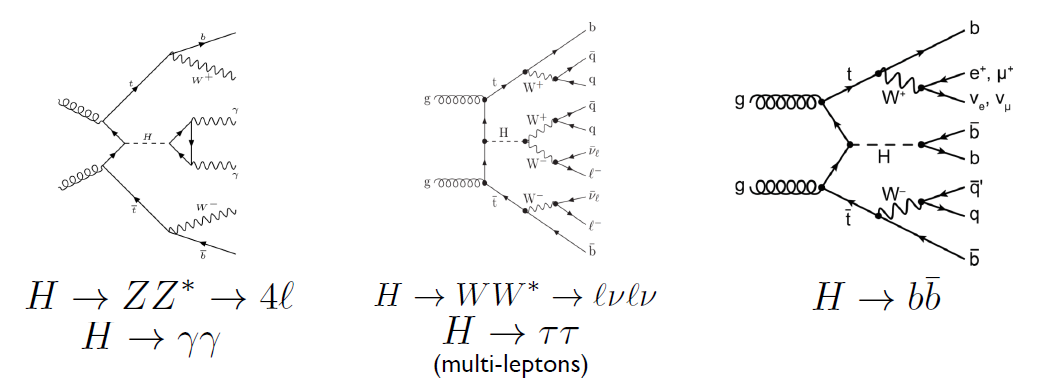 b
W+
t
H
γ
γ
W−
t̄
b̄
H → ZZ* → 4ℓ
H → γγ
b
q̄
q
t
W+
g
q̄
W+
q
H
W−
ν̄ℓ
ℓ−
g
t̄
W−
ν̄ℓ
ℓ−
b̄
H → WW* → ℓνℓν
H → ττ
(multi-leptons)
b
t
e+, μ+
W+
νe, νμ
g
b̄
H
b
g
W−
q̄'
q
t̄
b̄
H → bb̄